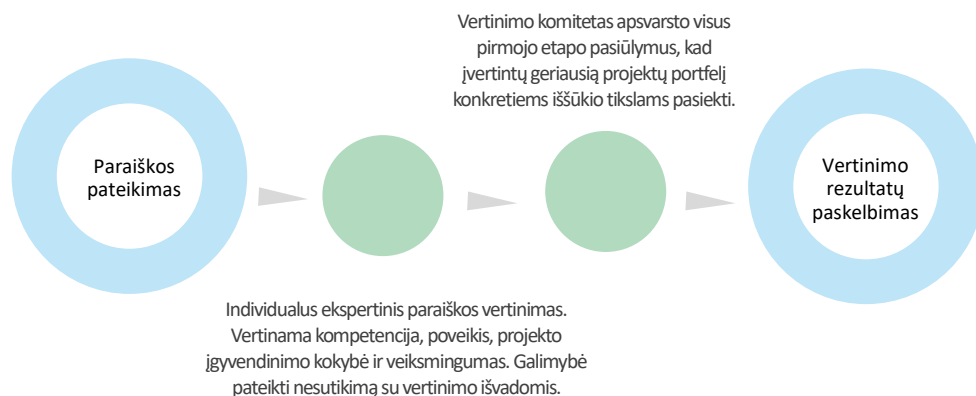 Paraiškos
pateikimas
Individualus ekspertinis paraiškos vertinimas.
Vertinama kompetencija, poveikis, projekto
įgyvendinimo kokybė ir veiksmingumas. Galimybė
pateikti nesutikimą su vertinimo išvadomis.
Vertinimo komitetas apsvarsto visus
pirmojo etapo pasiūlymus, kad
įvertintų geriausią projektų portfelį
konkretiems iššūkio tikslams pasiekti.
Vertinimo
rezultatų
paskelbimas